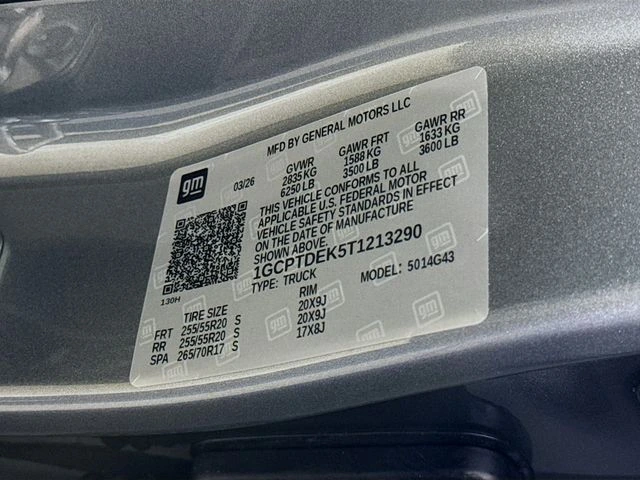 MFD BY GENERAL MOTORS LLC
gm
03/26
GVWR GAWR FRT GAWR RR
2835 KG 1588 KG 1633 KG
6250 LB 3500 LB 3600 LB
THIS VEHICLE CONFORMS TO ALL
APPLICABLE U.S. FEDERAL MOTOR
VEHICLE SAFETY STANDARDS IN EFFECT
ON THE DATE OF MANUFACTURE
SHOWN ABOVE.
1GCPTDEK5T1213290
TYPE: TRUCK MODEL: 5014G43
130H
TIRE SIZE RIM
FRT 255/55R20 S 20X9J
RR 255/55R20 S 20X9J
SPA 265/70R17 S 17X8J